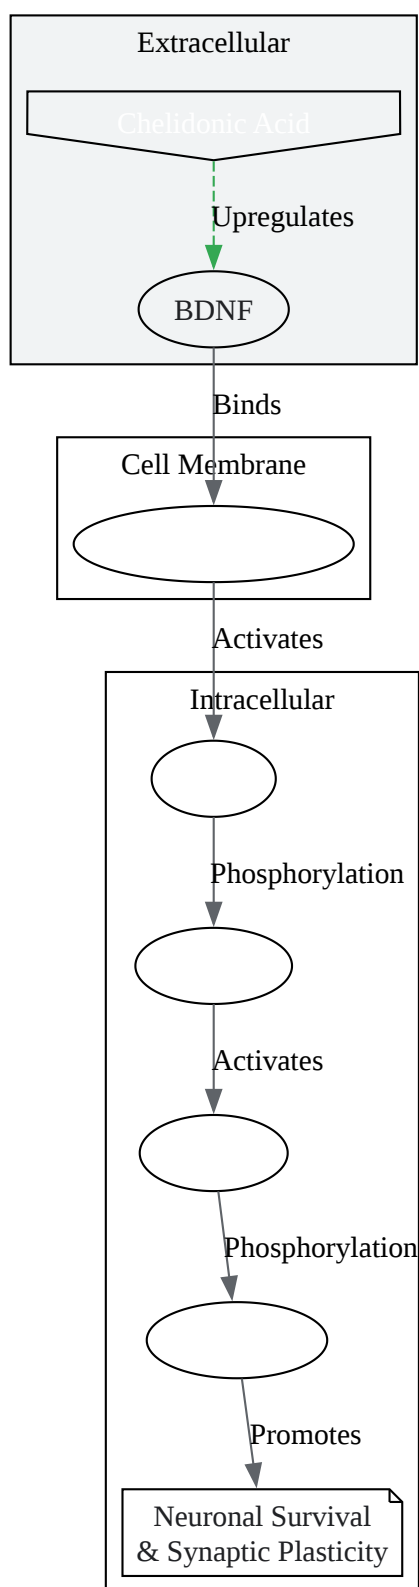 Extracellular
Chelidonic Acid
Upregulates
BDNF
Binds
Cell Membrane
Activates
Intracellular
Phosphorylation
Activates
Phosphorylation
Promotes
Neuronal Survival
& Synaptic Plasticity